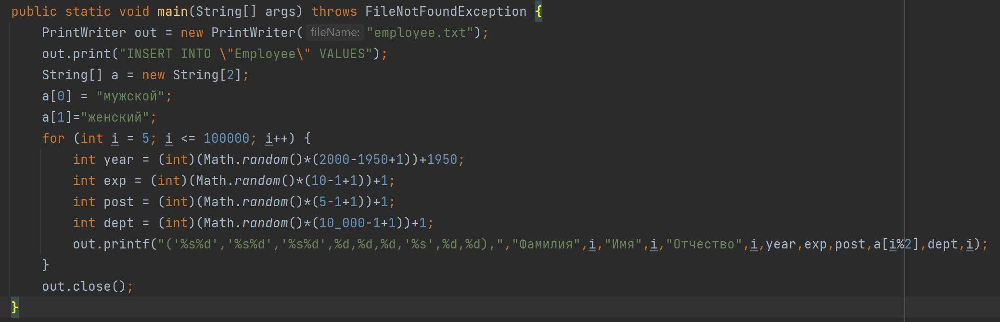 public static void main(String[] args) throws FileNotFoundException {
    PrintWriter out = new PrintWriter( fileName: "employee.txt");
    out.print("INSERT INTO \"Employee\" VALUES");
    String[] a = new String[2];
    a[0] = "мужской";
    a[1]="женский";
    for (int i = 5; i <= 100000; i++) {
        int year = (int)(Math.random()*(2000-1950+1))+1950;
        int exp = (int)(Math.random()*(10-1+1))+1;
        int post = (int)(Math.random()*(5-1+1))+1;
        int dept = (int)(Math.random()*(10_000-1+1))+1;
        out.printf("('%s%d','%s%d','%s%d',%d,%d,%d,'%s',%d,%d),","Фамилия",i,"Имя",i,"Отчество",i,year,exp,post,a[i%2],dept,i);
    }
    out.close();
}